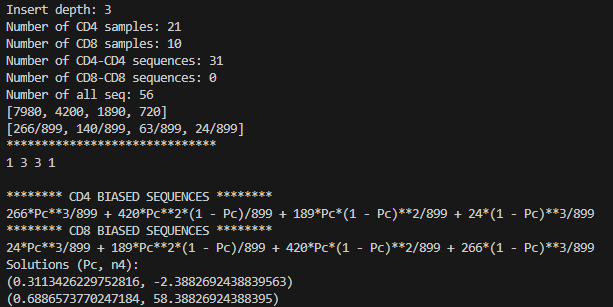 Insert depth: 3
Number of CD4 samples: 21
Number of CD8 samples: 10
Number of CD4-CD4 sequences: 31
Number of CD8-CD8 sequences: 0
Number of all seq: 56
[7980, 4200, 1890, 720]
[266/899, 140/899, 63/899, 24/899]
******************************
1 3 3 1
******** CD4 BIASED SEQUENCES ********
266*Pc**3/899 + 420*Pc**2*(1 - Pc)/899 + 189*Pc*(1 - Pc)**2/899 + 24*(1 - Pc)**3/899
******** CD8 BIASED SEQUENCES ********
24*Pc**3/899 + 189*Pc**2*(1 - Pc)/899 + 420*Pc*(1 - Pc)**2/899 + 266*(1 - Pc)**3/899
Solutions (Pc, n4):
(0.3113426229752816, -2.3882692438839563)
(0.6886573770247184, 58.38826924388395)